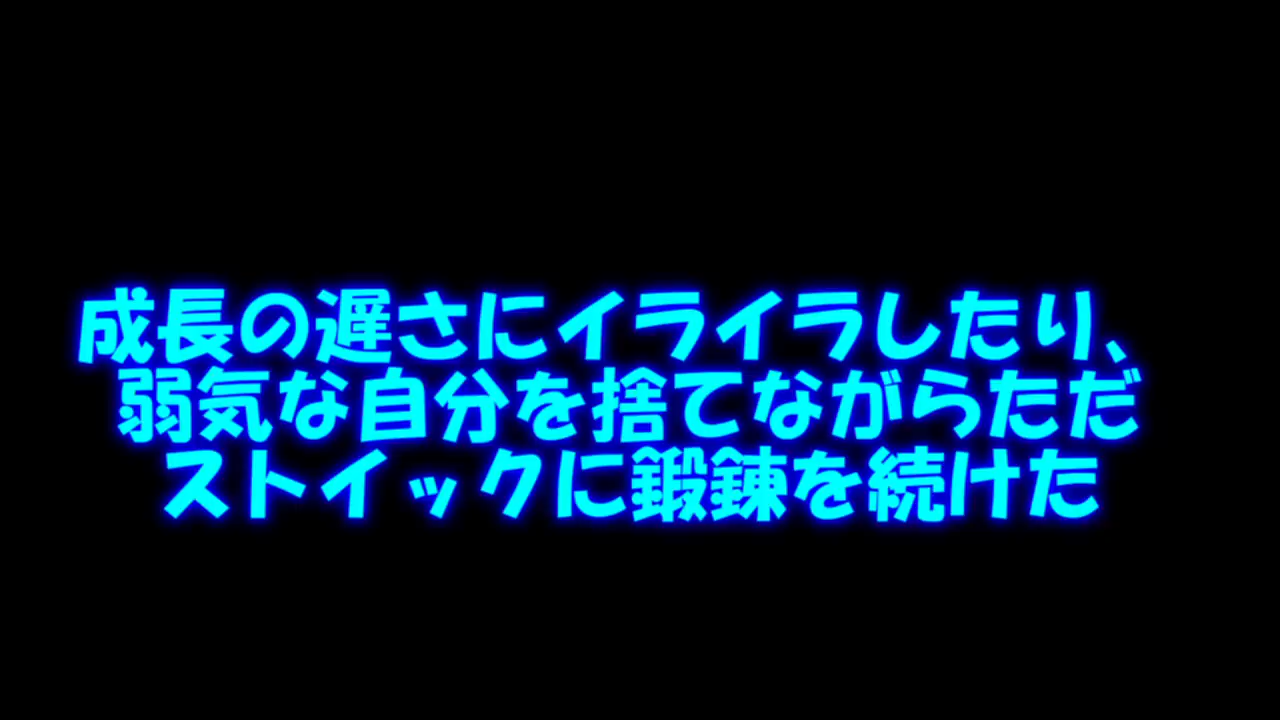 成長の遅さにイライラしたり、
弱気な自分を捨てながらただ
ストイックに鍛錬を続けた